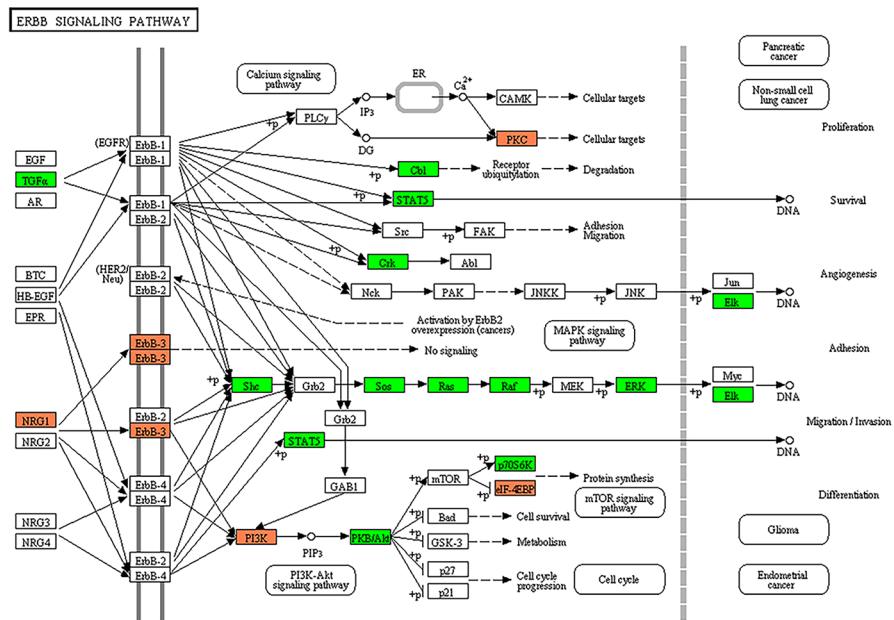 ERBB SIGNALING PATHWAY
Calcium signaling
pathway
ER
Ca2+
Pancreatic
cancer
Non-small cell
lung cancer
IP3
CAMK
Cellular targets
+p
PLCγ
DG
PKC
Cellular targets
Proliferation
(EGFR)
ErbB-1
ErbB-1
EGF
TGFα
AR
+p
Cbl
Receptor
ubiquitylation
Degradation
ErbB-1
ErbB-2
+p
STAT5
DNA
Survival
Src
+p
FAK
Adhesion
Migration
+p
Crk
Abl
BTC
HB-EGF
EPR
(HER2/
Neu)
ErbB-2
ErbB-2
Nck
PAK
JNKK
JNK
+p
Jun
Elk
DNA
Angiogenesis
Activation by ErbB2
overexpression (cancers)
MAPK signaling
pathway
ErbB-3
ErbB-3
No signaling
Adhesion
+p
Shc
Grb2
Sos
Ras
Raf
+p
MEK
+p
ERK
+p
Myc
Elk
DNA
NRG1
NRG2
ErbB-2
ErbB-3
Grb2
Migration / Invasion
+p
STAT5
DNA
ErbB-4
ErbB-4
GAB1
mTOR
+p
p70S6K
+p
eIF-4EBP
Protein synthesis
mTOR signaling
pathway
Differentiation
NRG3
NRG4
+p
Bad
Cell survival
PI3K
PIP3
PKB/Akt
+p
GSK-3
Metabolism
Glioma
ErbB-2
ErbB-4
PI3K-Akt
signaling pathway
+p
p27
+p
p21
Cell cycle
progression
Cell cycle
Endometrial
cancer